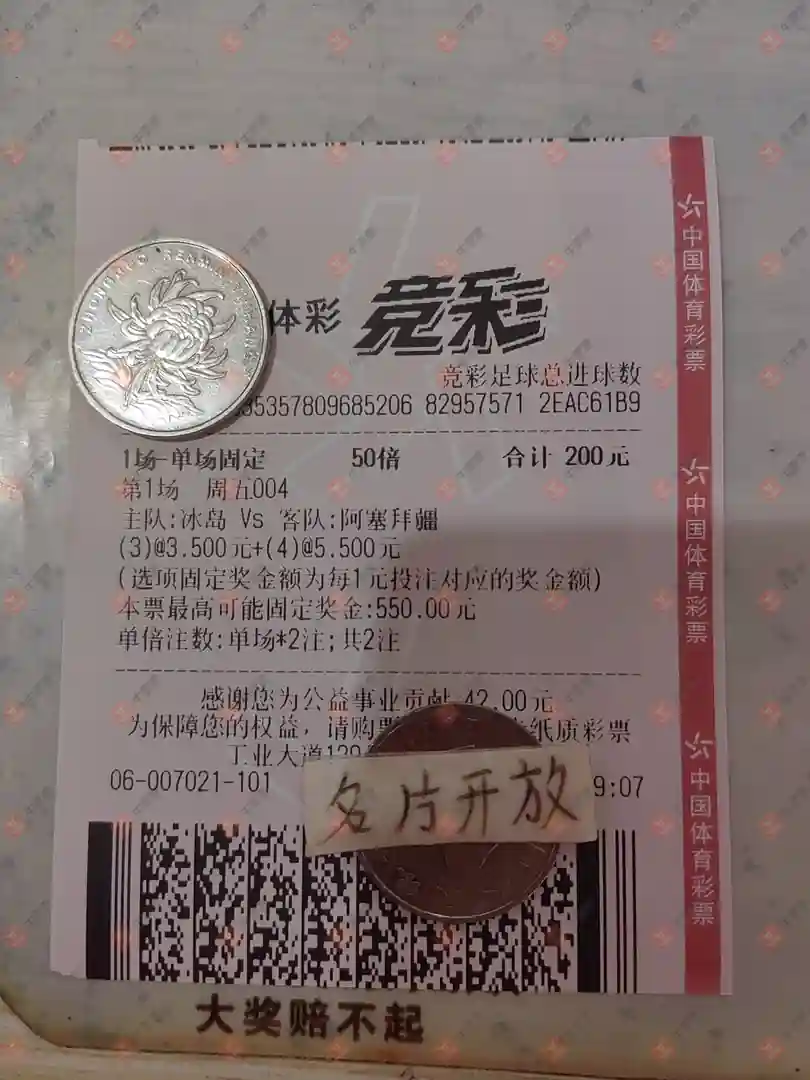 体彩 竞彩
竞彩足球总进球数
35357809685206 82957571 2EAC61B9
1场-单场固定 50倍 合计 200元
第1场 周五004
主队:冰岛 Vs 客队:阿塞拜疆
(3)@3.500元+(4)@5.500元
(选项固定奖金额为每1元投注对应的奖金额)
本票最高可能固定奖金:550.00元
单倍注数:单场*2注;共2注
感谢您为公益事业贡献 42.00元
为保障您的权益,请购票 纸质彩票
工业大道129
06-007021-101 9:07
名片开放
大奖赔不起
中国体育彩票
中国体育彩票
中国体育彩票